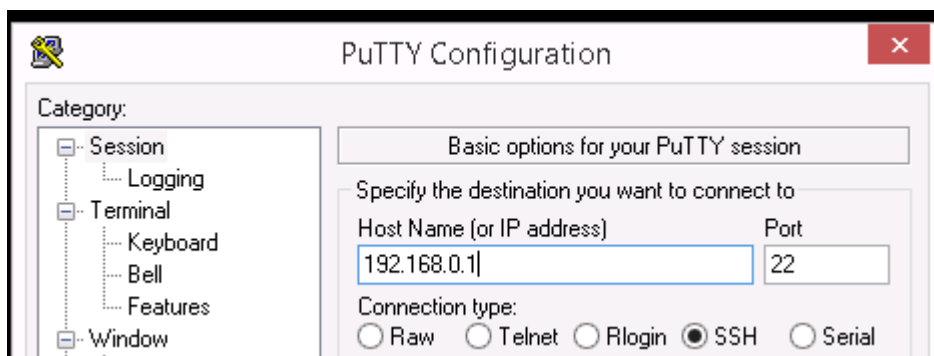 PuTTY Configuration
Category:
Session
Logging
Terminal
Keyboard
Bell
Features
Window
Basic options for your PuTTY session
Specify the destination you want to connect to
Host Name (or IP address) Port
192.168.0.1 22
Connection type:
Raw Telnet Rlogin SSH Serial